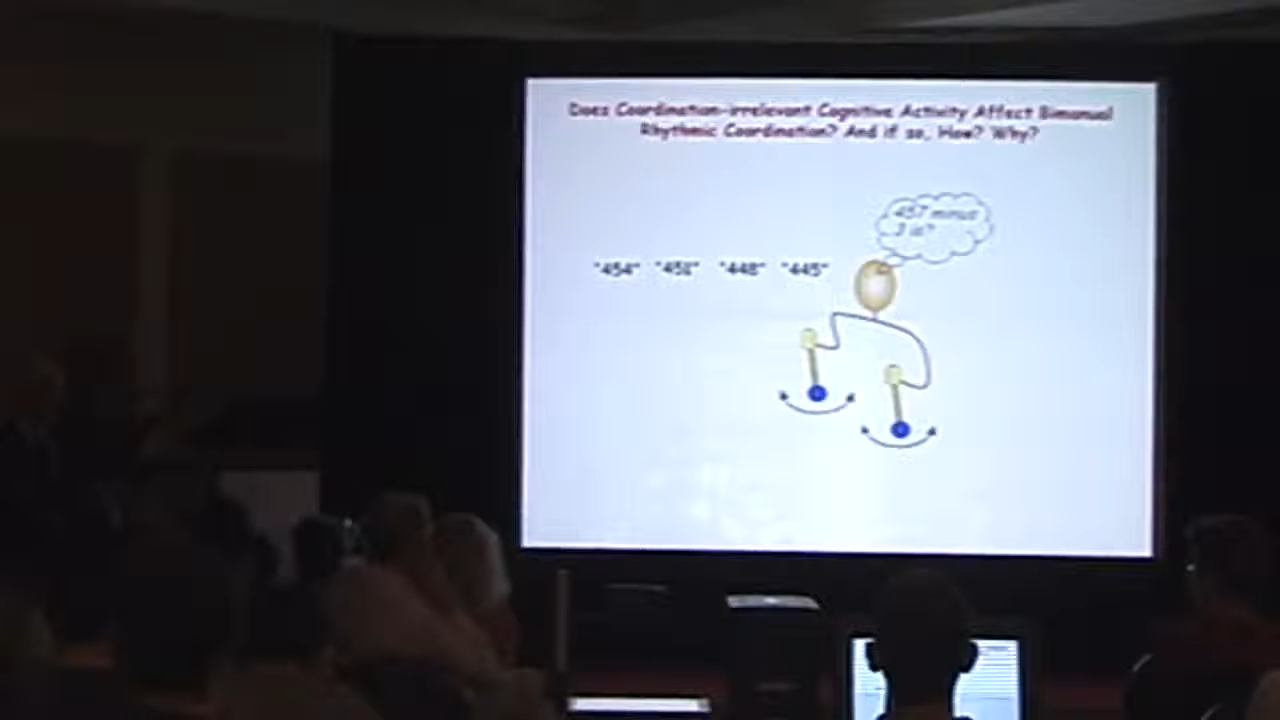 Does Coordination-irrelevant Cognitive Activity Affect Bimanual
Rhythmic Coordination? And if so, How? Why?
457 minus
3 is?
"454" "451" "448" "445"